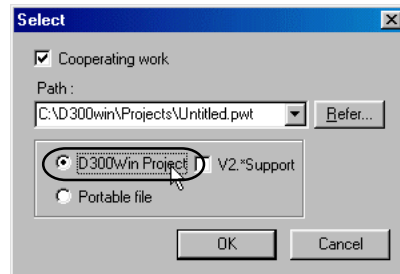 Select
Cooperating work
Path :
C:\D300win\Projects\Untitled.pwt Refer...
D300Win Project V2.*Support
Portable file
OK Cancel